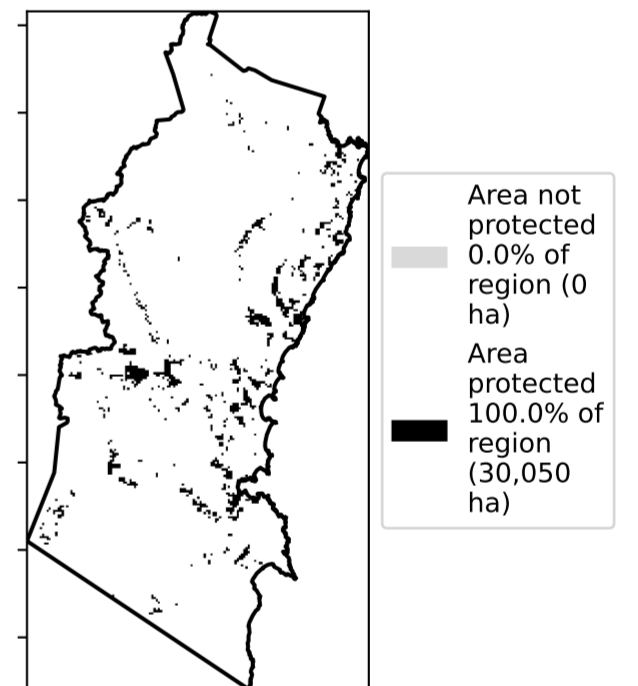 Area not
protected
0.0% of
region (0
ha)
Area
protected
100.0% of
region
(30,050
ha)